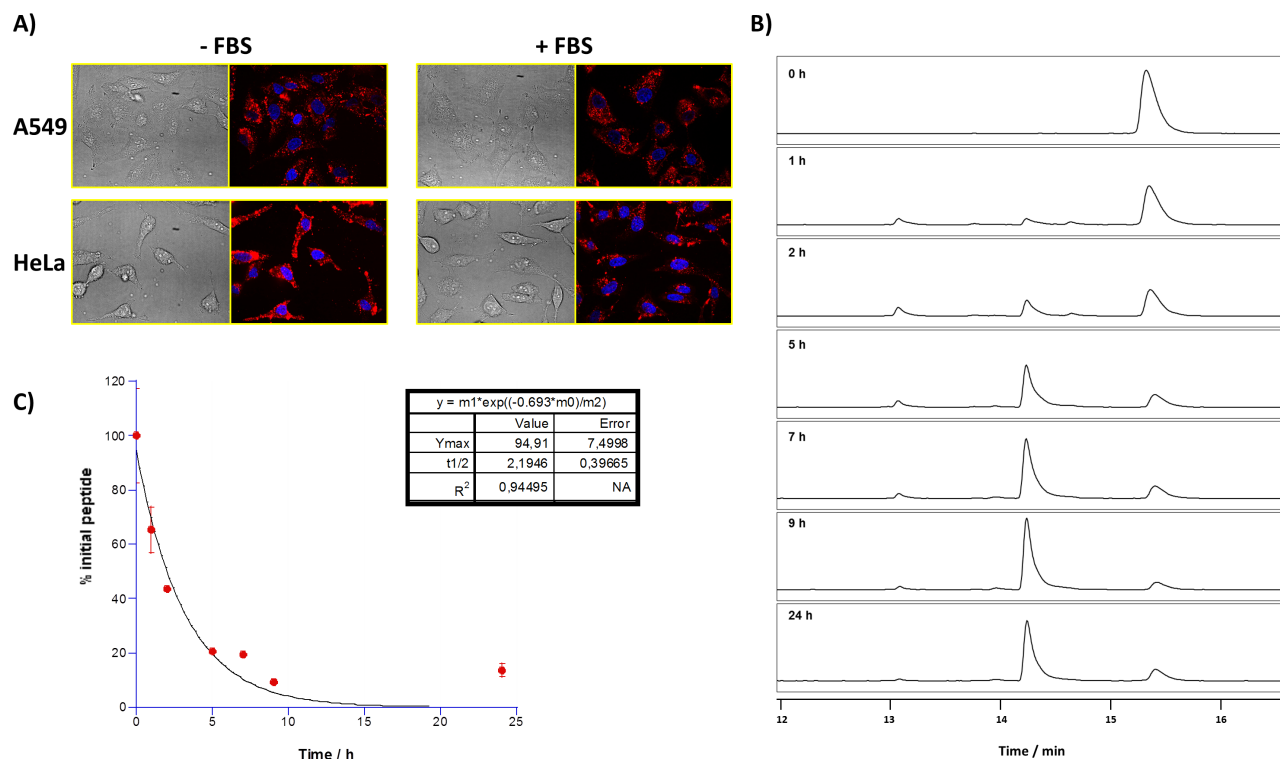 A)
- FBS
+ FBS
A549
HeLa
B)
0 h
1 h
2 h
5 h
7 h
9 h
24 h
12 13 14 15 16
Time / min
C)
% initial peptide
120
100
80
60
40
20
0
0 5 10 15 20 25
Time / h
y = m1*exp((-0.693*m0)/m2)
Value Error
Ymax 94,91 7,4998
t1/2 2,1946 0,39665
R² 0,94495 NA